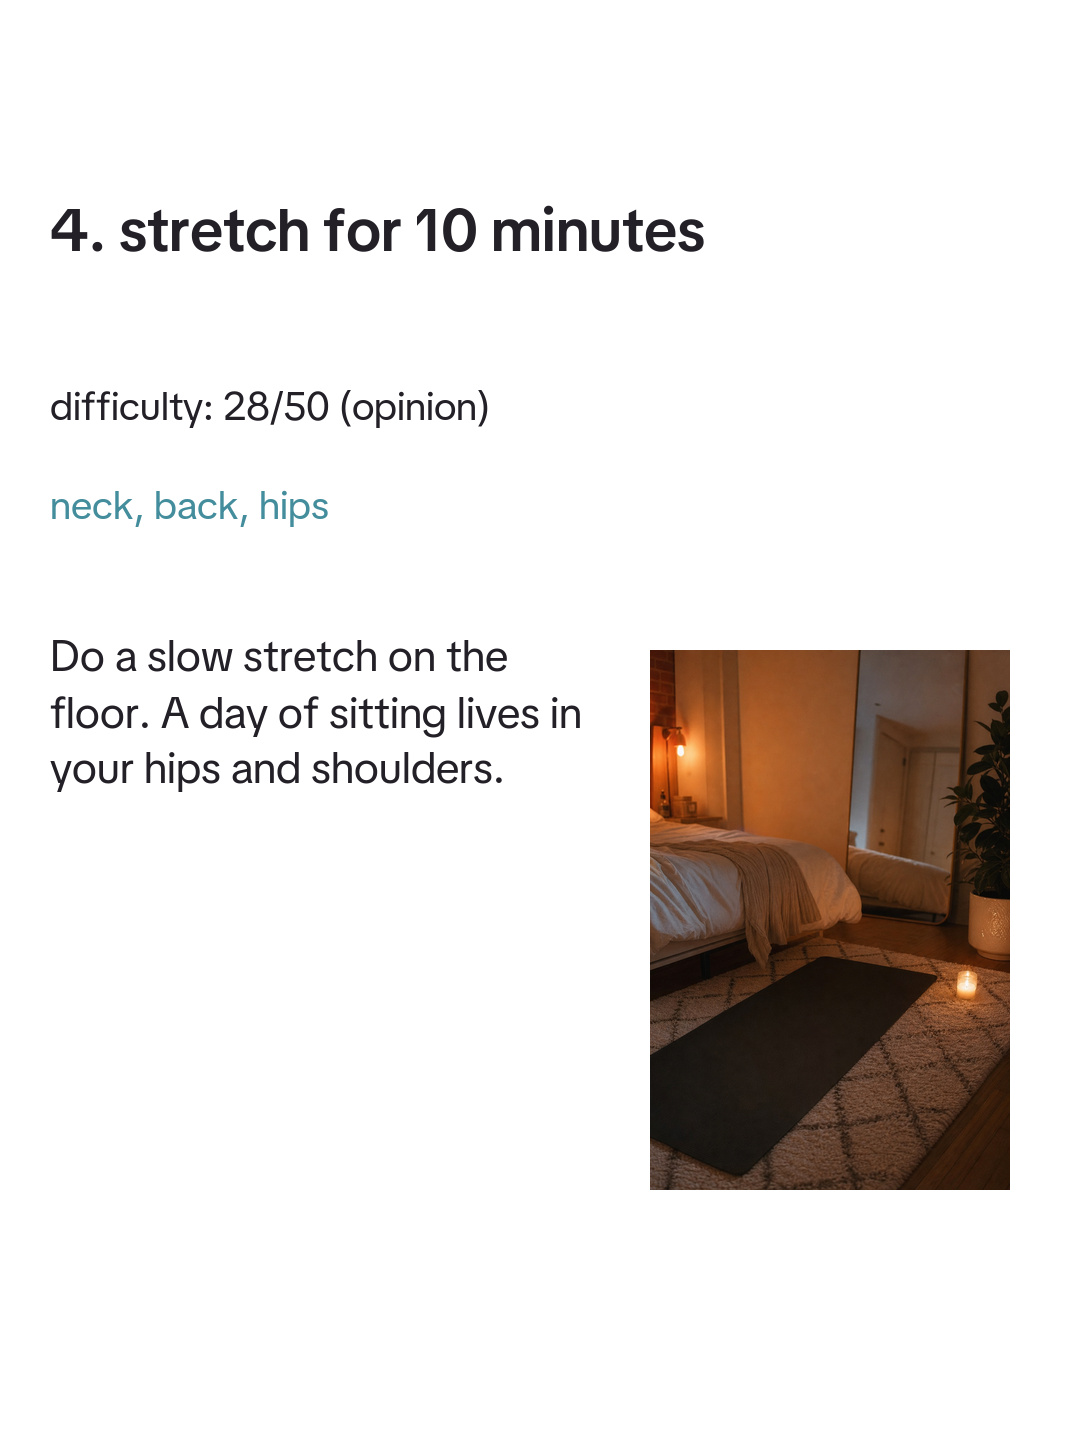 4. stretch for 10 minutes
difficulty: 28/50 (opinion)
neck, back, hips
Do a slow stretch on the
floor. A day of sitting lives in
your hips and shoulders.